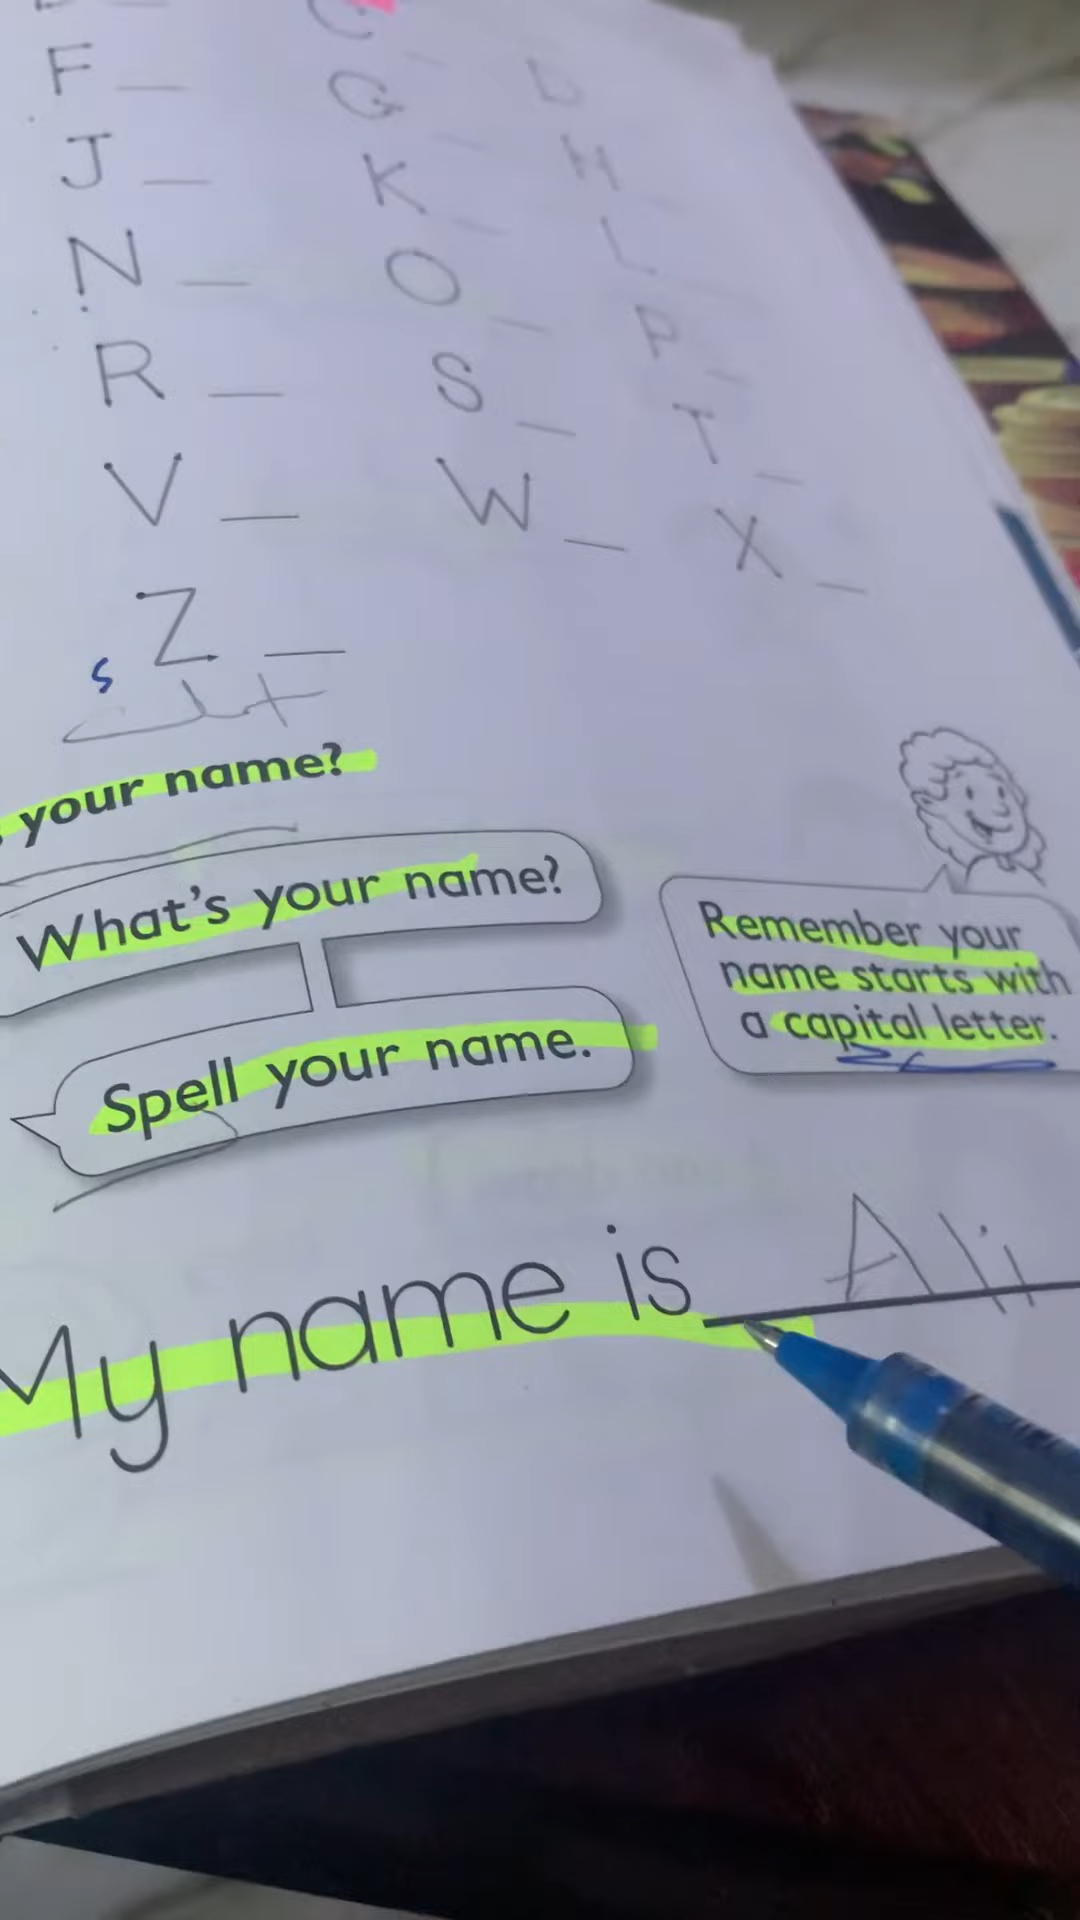 F _ G _ D _
J _ K _ H _
N _ O _ L _
R _ S _ P _
V _ W _ T _
Z _ X _
s
your name?
What's your name?
Spell your name.
Remember your
name starts with
a capital letter.
My name is Ali